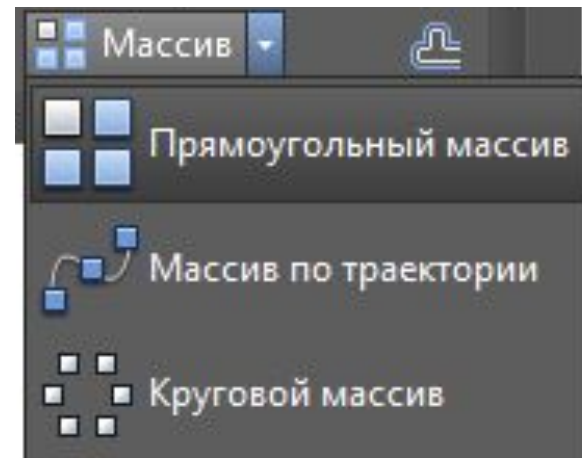 Массив
Прямоугольный массив
Массив по траектории
Круговой массив